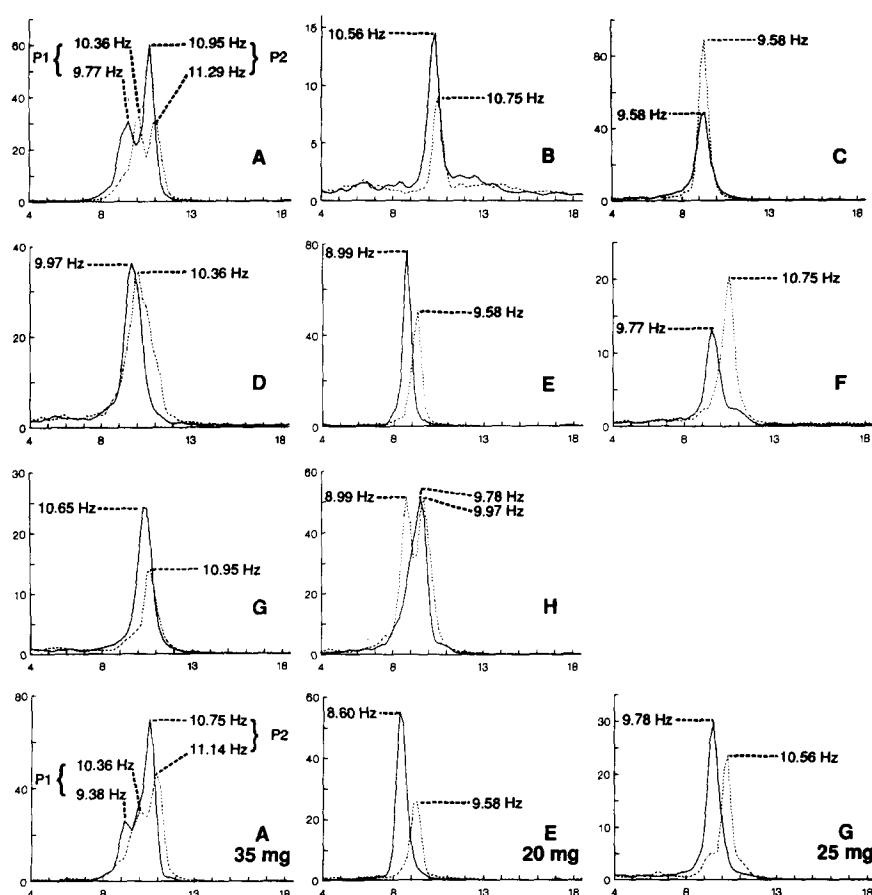 60
40
20
0
P1 { 10.36 Hz 10.95 Hz } P2
9.77 Hz 11.29 Hz
A
4 8 13 18
15
10
5
0
10.56 Hz
10.75 Hz
B
4 8 13 18
80
40
0
9.58 Hz
9.58 Hz
C
4 8 13 18
40
20
0
9.97 Hz
10.36 Hz
D
4 8 13 18
80
60
40
20
0
8.99 Hz
9.58 Hz
E
4 8 13 18
20
10
0
10.75 Hz
9.77 Hz
F
4 8 13 18
30
20
10
0
10.65 Hz
10.95 Hz
G
4 8 13 18
60
40
20
0
8.99 Hz
9.78 Hz
9.97 Hz
H
4 8 13 18
80
40
0
10.75 Hz } P2
11.14 Hz
P1 { 10.36 Hz
9.38 Hz
A
35 mg
4 8 13 18
60
40
20
0
8.60 Hz
9.58 Hz
E
20 mg
4 8 13 18
30
20
10
0
9.78 Hz
10.56 Hz
G
25 mg
4 8 13 18